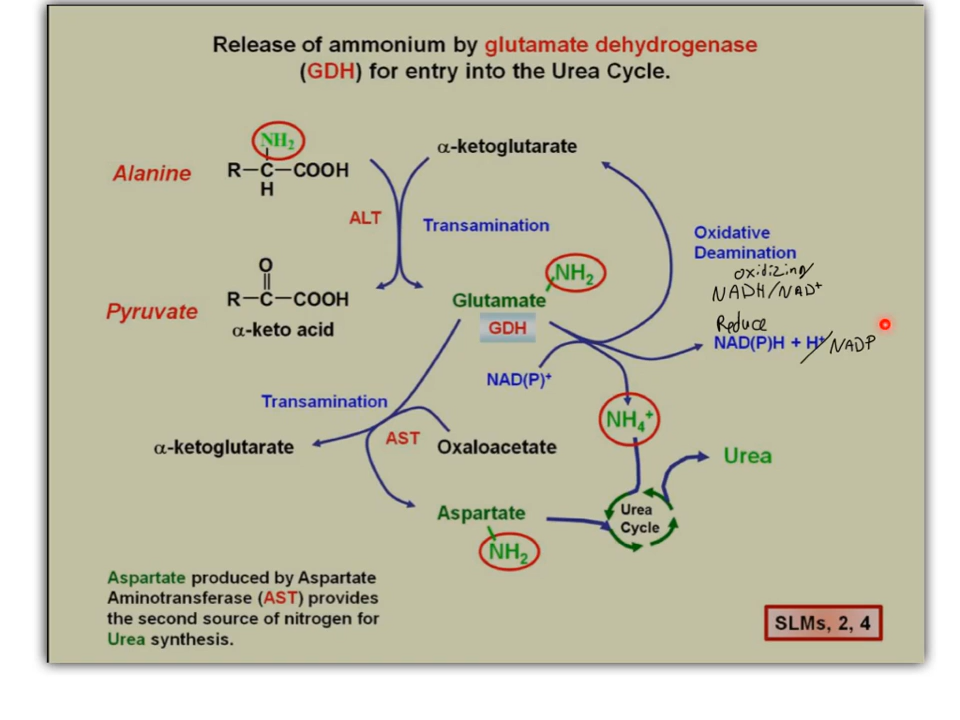 Release of ammonium by glutamate dehydrogenase
(GDH) for entry into the Urea Cycle.
NH₂
Alanine
R–C–COOH
H
α-ketoglutarate
ALT
Transamination
Oxidative
Deamination
oxidizing
NADH/NAD⁺
Reduce
NAD(P)H + H⁺/NADP
O
R–C–COOH
Pyruvate
α-keto acid
NH₂
Glutamate
GDH
NAD(P)⁺
Transamination
α-ketoglutarate
AST
Oxaloacetate
NH₄⁺
Urea
Aspartate
NH₂
Urea
Cycle
Aspartate produced by Aspartate
Aminotransferase (AST) provides
the second source of nitrogen for
Urea synthesis.
SLMs, 2, 4